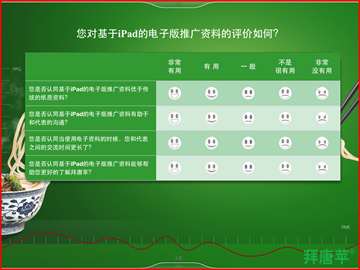 您对基于iPad的电子版推广资料的评价如何?
非常
有用
有 用
一 般
不是
很有用
非常
没有用
您是否认同基于iPad的电子版推广资料优于传
统的纸质资料?
您是否认同基于iPad的电子版推广资料有助于
和代表的沟通?
您是否认同当使用电子资料的时候,您和代表
之间的交流时间更长了?
您是否认同基于iPad的电子版推广资料能够帮
助您更好的了解拜唐苹?
PPG
TIME
拜唐苹